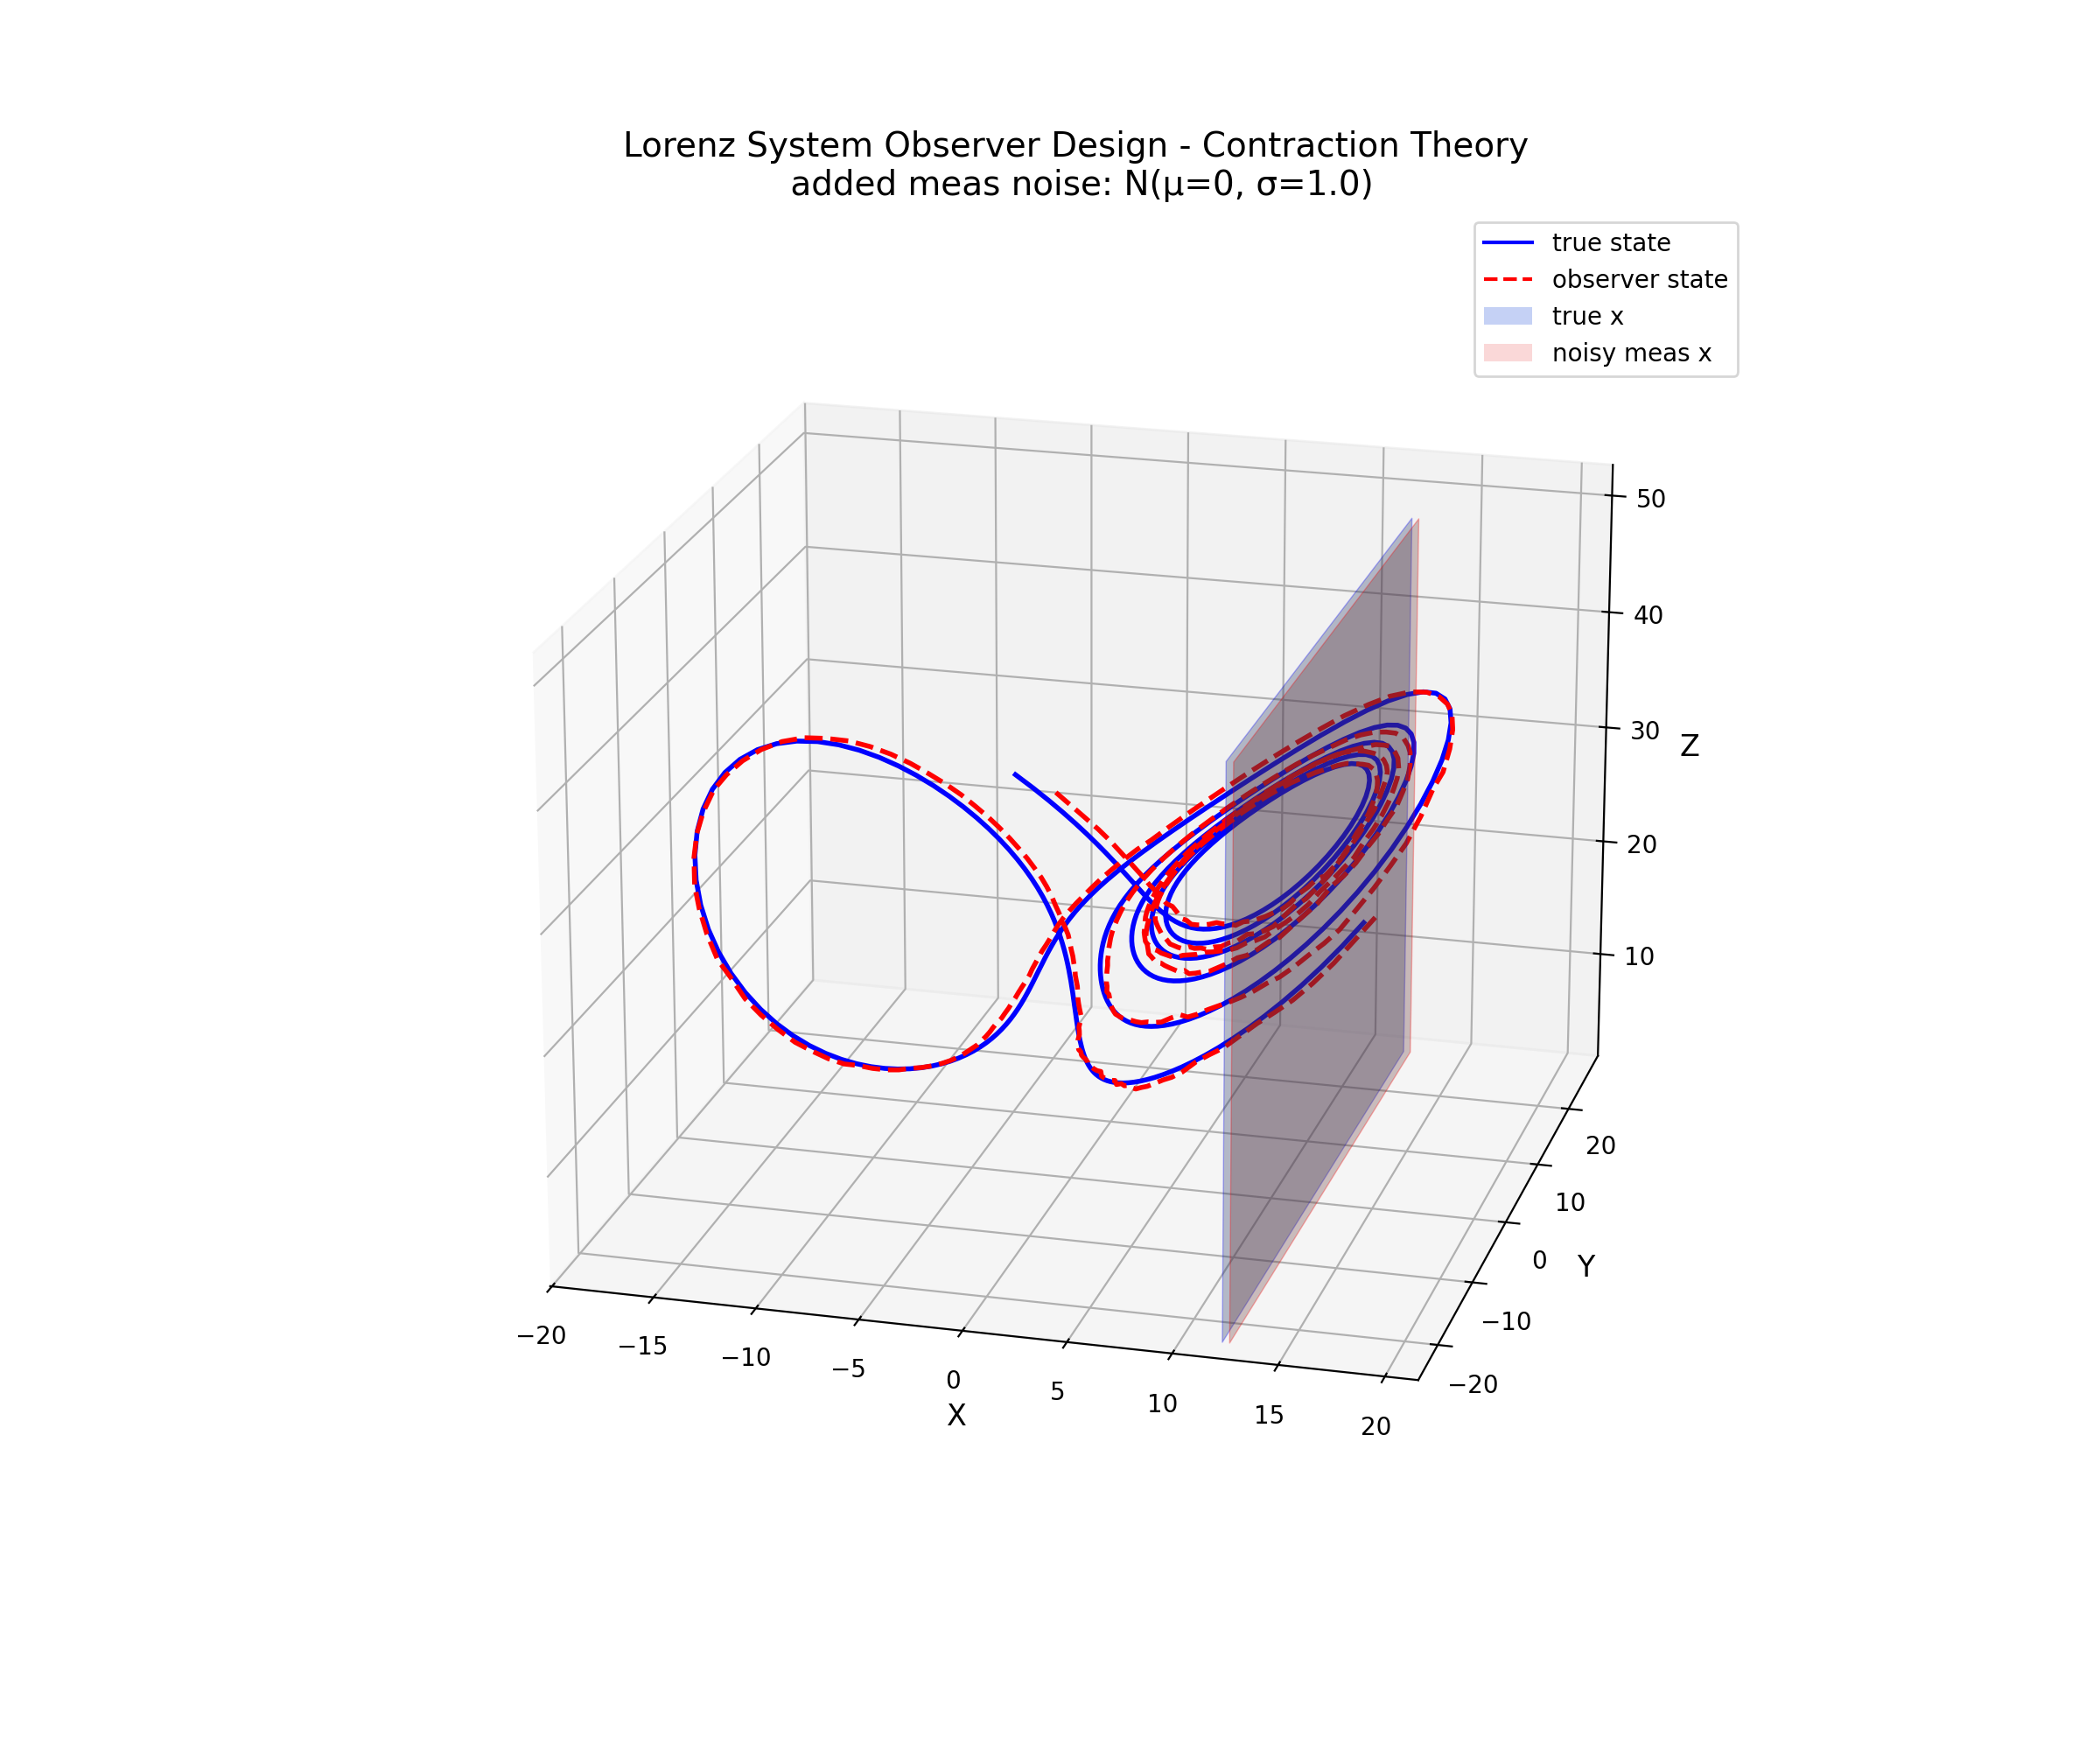 Lorenz System Observer Design - Contraction Theory
added meas noise: N(μ=0, σ=1.0)
true state
observer state
true x
noisy meas x
50
40
30
Z
20
10
20
10
0
Y
−10
−20
−20
−15
−10
−5
0
5
10
15
20
X